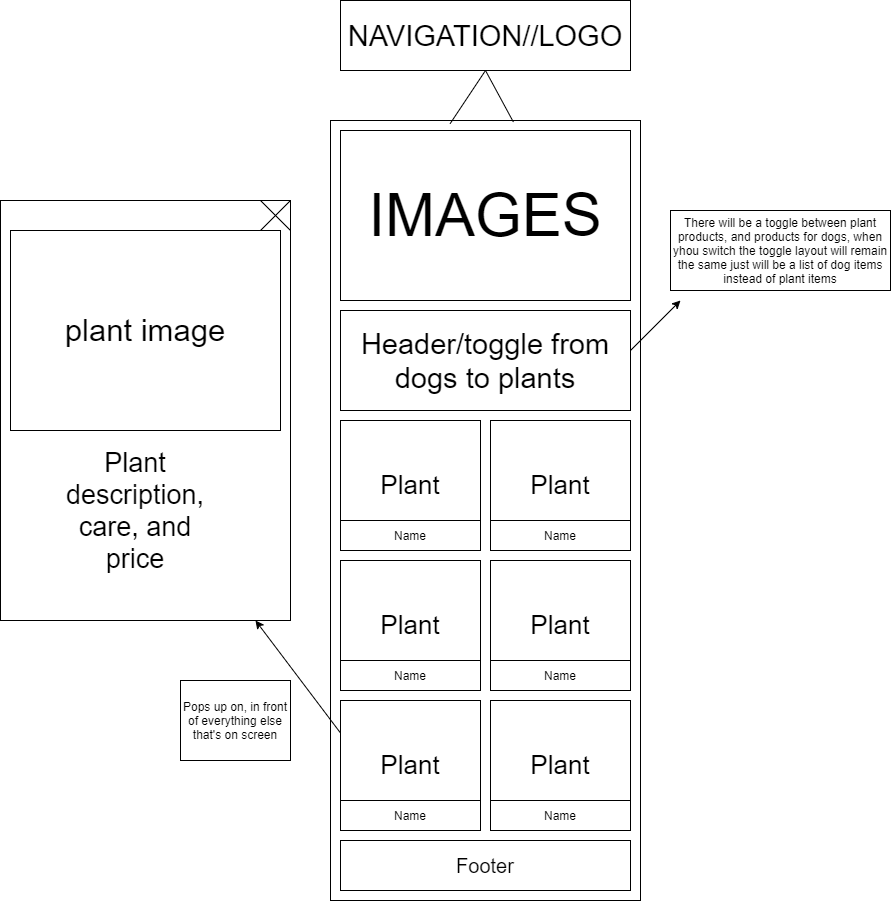 NAVIGATION//LOGO
IMAGES
There will be a toggle between plant
products, and products for dogs, when
yhou switch the toggle layout will remain
the same just will be a list of dog items
instead of plant items
plant image
Header/toggle from
dogs to plants
Plant
description,
care, and
price
Plant
Name
Plant
Name
Plant
Name
Plant
Name
Pops up on, in front
of everything else
that's on screen
Plant
Name
Plant
Name
Footer